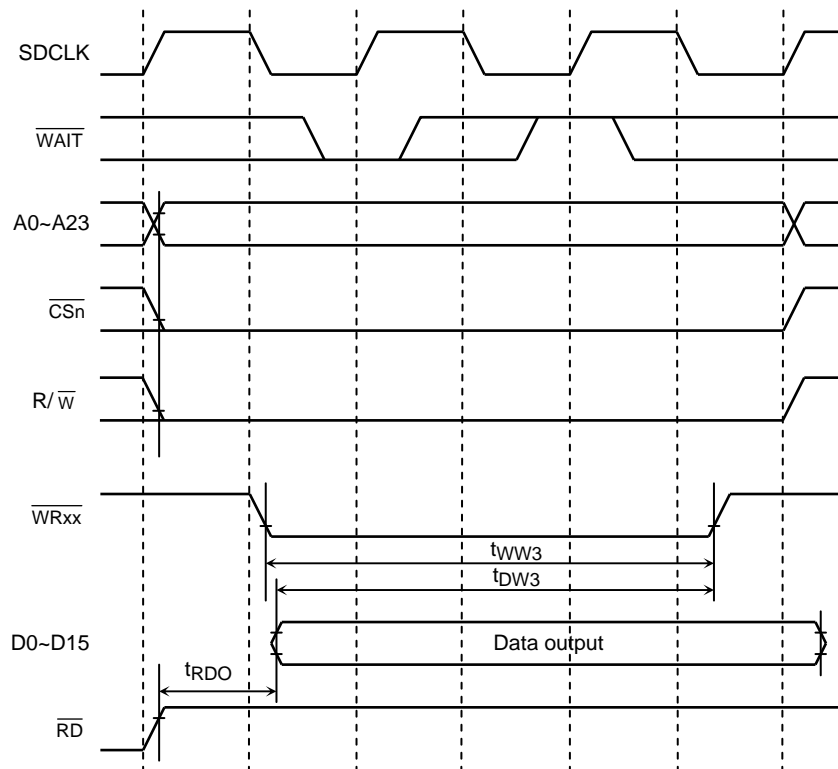 SDCLK
WAIT
A0~A23
CSn
R/ W
WRxx
tWW3
tDW3
D0~D15
Data output
tRDO
RD